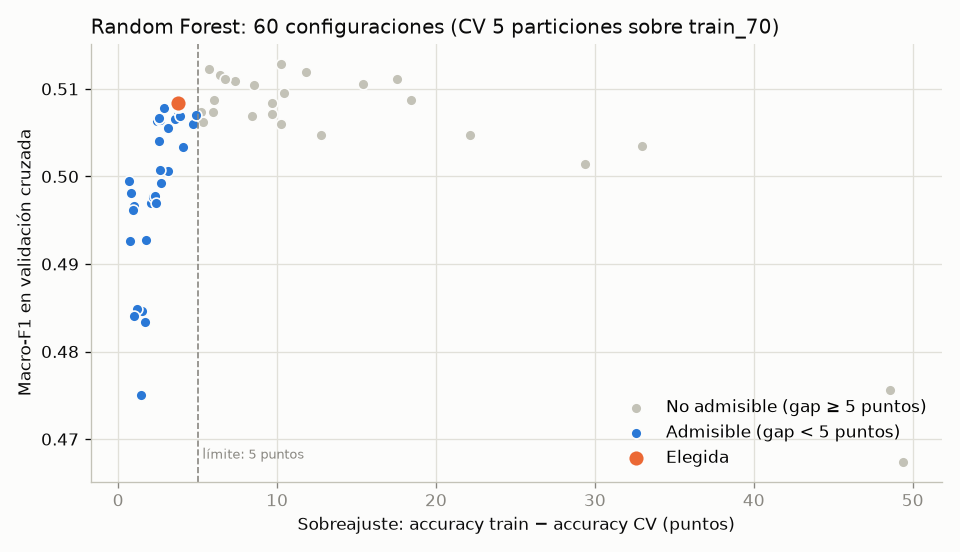 Random Forest: 60 configuraciones (CV 5 particiones sobre train_70)
Macro-F1 en validación cruzada
0.51
0.50
0.49
0.48
0.47
límite: 5 puntos
No admisible (gap ≥ 5 puntos)
Admisible (gap < 5 puntos)
Elegida
0 10 20 30 40 50
Sobreajuste: accuracy train − accuracy CV (puntos)